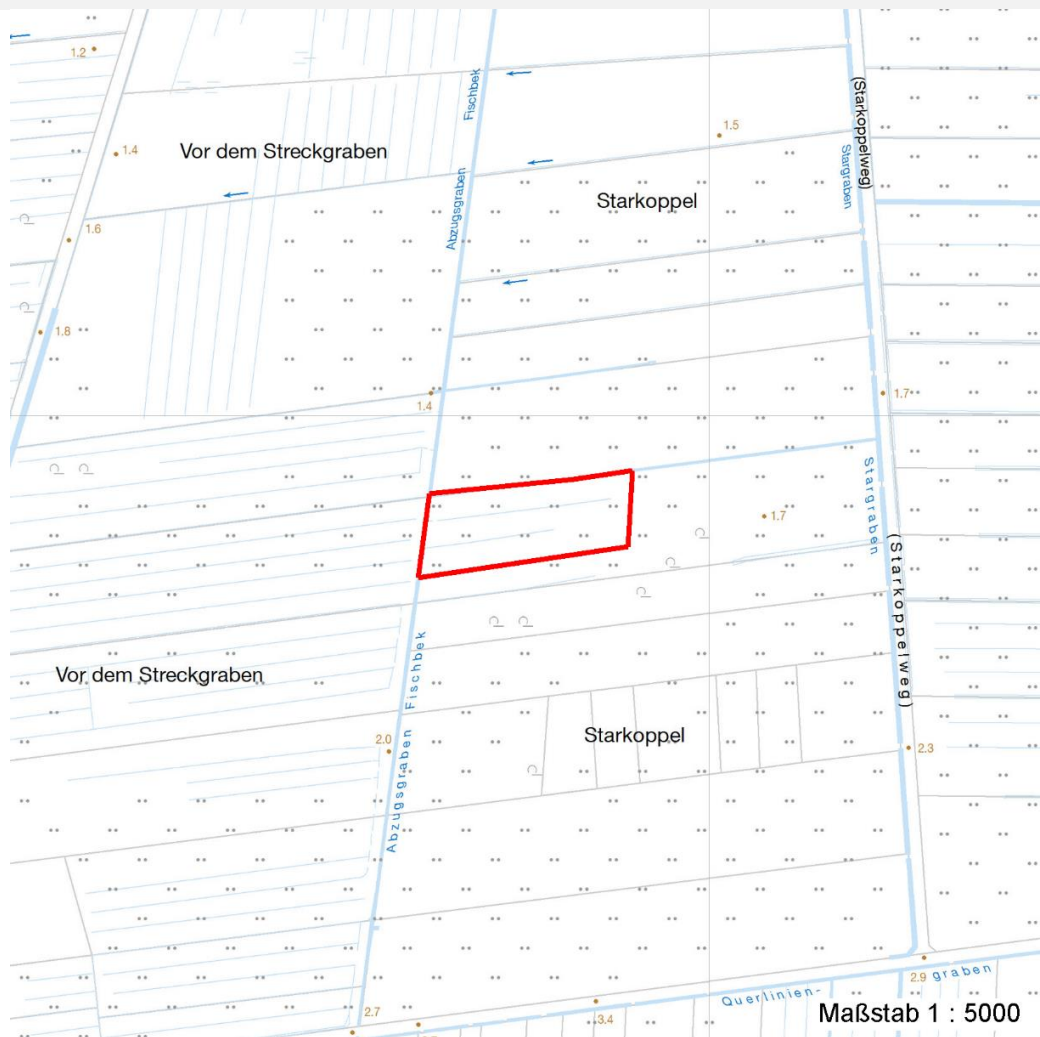 1.2
Fischbek
(Starkoppelweg)
1.5
1.4
Vor dem Streckgraben
Stargraben
Abzugsgraben
Starkoppel
1.6
1.8
1.4
1.7
Stargraben
1.7
(Starkoppelweg)
Fischbek
Vor dem Streckgraben
Starkoppel
2.0
2.3
Abzugsgraben
2.9
graben
Querlinien-
2.7
3.4
Maßstab 1 : 5000